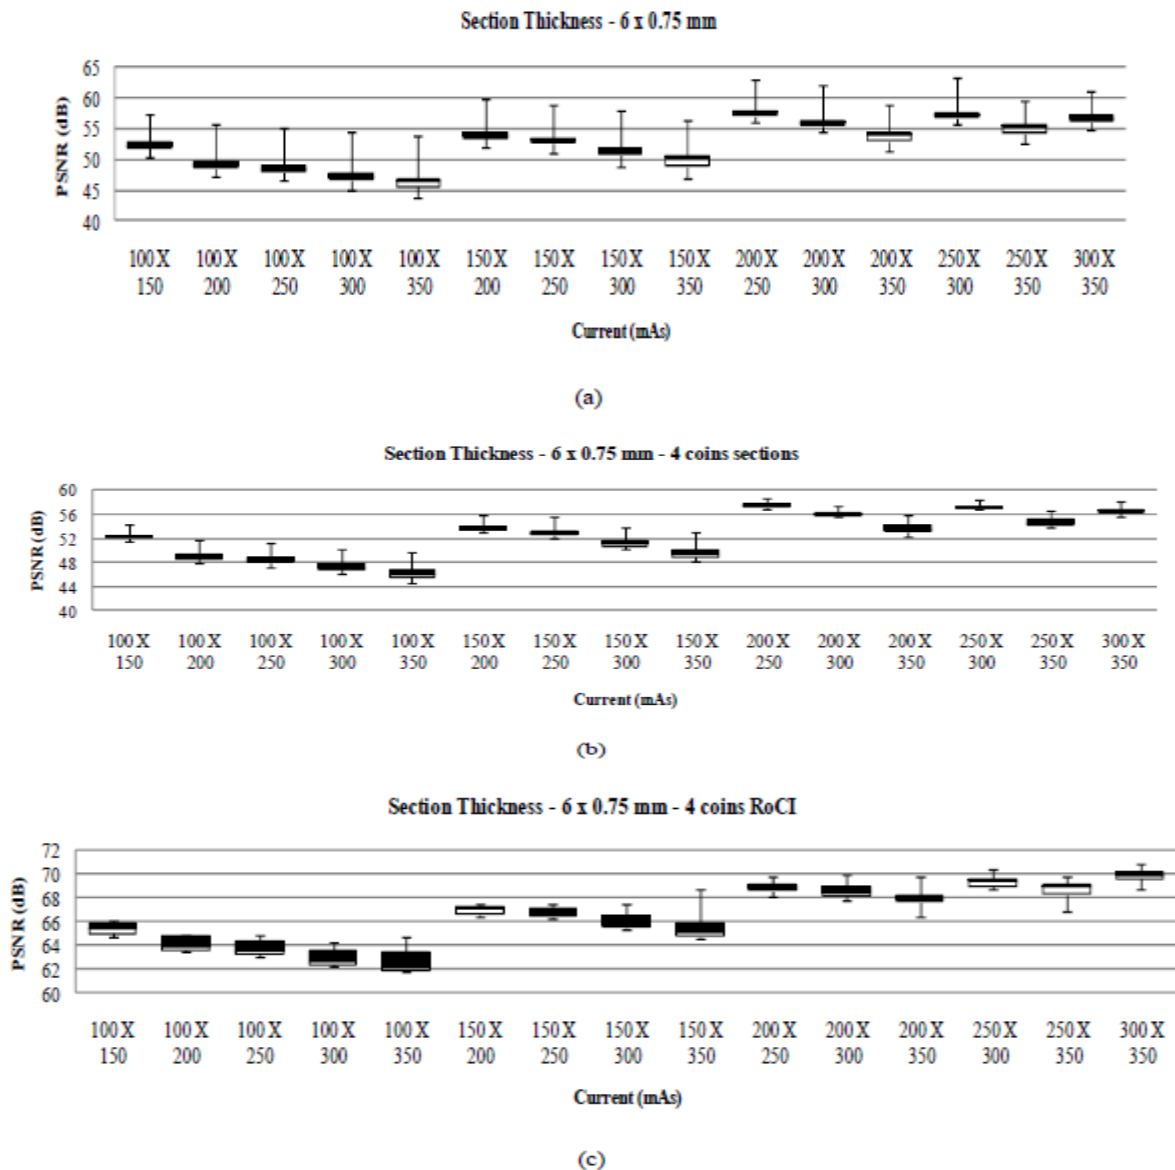 Section Thickness - 6 x 0.75 mm
PSNR (dB)
65
60
55
50
45
40
100 X 150
100 X 200
100 X 250
100 X 300
100 X 350
150 X 200
150 X 250
150 X 300
150 X 350
200 X 250
200 X 300
200 X 350
250 X 300
250 X 350
300 X 350
Current (mAs)
(a)
Section Thickness - 6 x 0.75 mm - 4 coins sections
PSNR (dB)
60
56
52
48
44
40
100 X 150
100 X 200
100 X 250
100 X 300
100 X 350
150 X 200
150 X 250
150 X 300
150 X 350
200 X 250
200 X 300
200 X 350
250 X 300
250 X 350
300 X 350
Current (mAs)
(b)
Section Thickness - 6 x 0.75 mm - 4 coins RoCI
PSNR (dB)
72
70
68
66
64
62
60
100 X 150
100 X 200
100 X 250
100 X 300
100 X 350
150 X 200
150 X 250
150 X 300
150 X 350
200 X 250
200 X 300
200 X 350
250 X 300
250 X 350
300 X 350
Current (mAs)
(c)